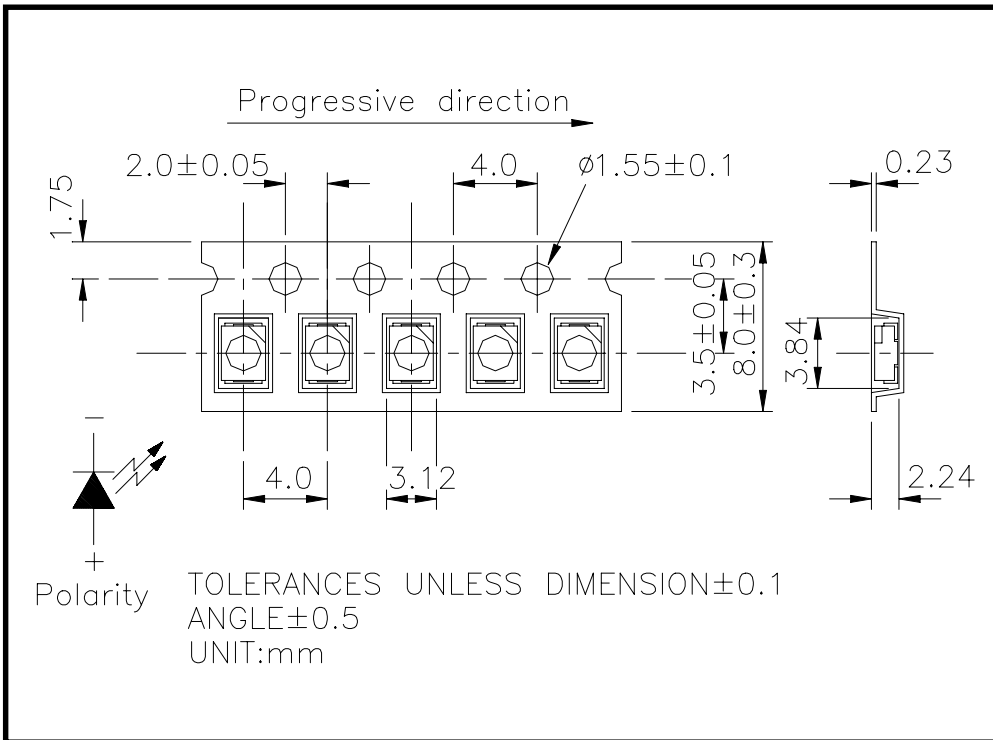 Progressive direction
2.0±0.05
4.0
ø1.55±0.1
0.23
1.75
3.5±0.05
8.0±0.3
3.84
−
4.0
3.12
2.24
+
Polarity
TOLERANCES UNLESS DIMENSION±0.1
ANGLE±0.5
UNIT:mm